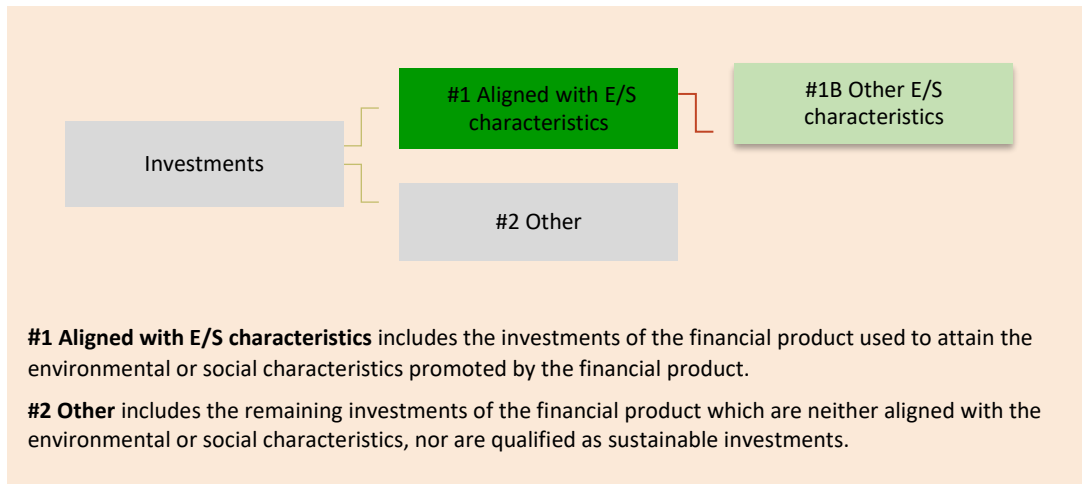 #1 Aligned with E/S
characteristics
#1B Other E/S
characteristics
Investments
#2 Other
#1 Aligned with E/S characteristics includes the investments of the financial product used to attain the
environmental or social characteristics promoted by the financial product.
#2 Other includes the remaining investments of the financial product which are neither aligned with the
environmental or social characteristics, nor are qualified as sustainable investments.